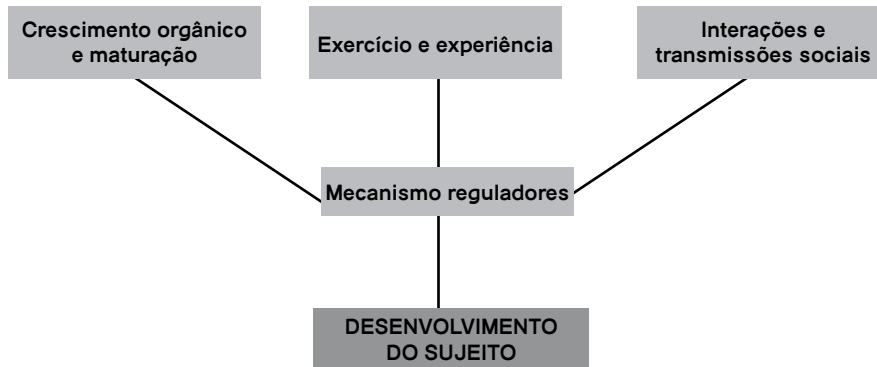 Crescimento orgânico
e maturação
Exercício e experiência
Interações e
transmissões sociais
Mecanismo reguladores
DESENVOLVIMENTO
DO SUJEITO